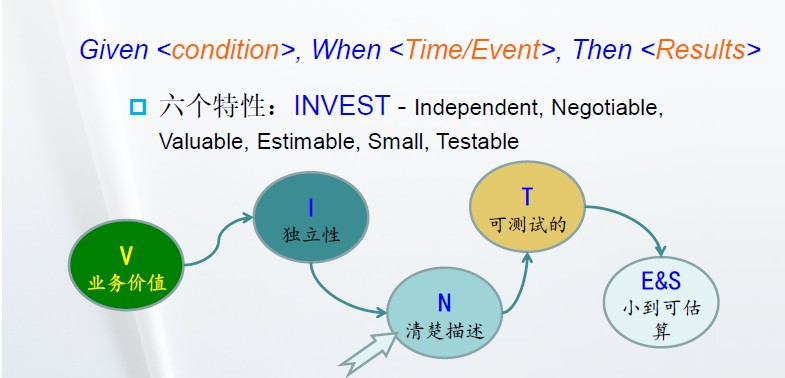 Given <condition>, When <Time/Event>, Then <Results>
六个特性：INVEST - Independent, Negotiable,
Valuable, Estimable, Small, Testable
V
业务价值
I
独立性
N
清楚描述
T
可测试的
E&S
小到可估
算